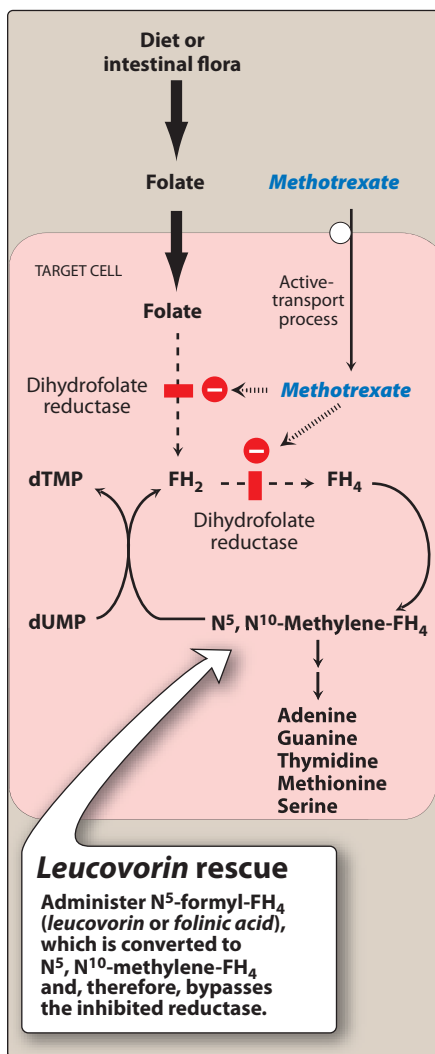 Diet or
intestinal flora
Folate
Methotrexate
TARGET CELL
Active-
transport
process
Folate
Dihydrofolate
reductase
Methotrexate
dTMP
FH₂
FH₄
Dihydrofolate
reductase
dUMP
N⁵, N¹⁰-Methylene-FH₄
Adenine
Guanine
Thymidine
Methionine
Serine
Leucovorin rescue
Administer N⁵-formyl-FH₄
(leucovorin or folinic acid),
which is converted to
N⁵, N¹⁰-methylene-FH₄
and, therefore, bypasses
the inhibited reductase.